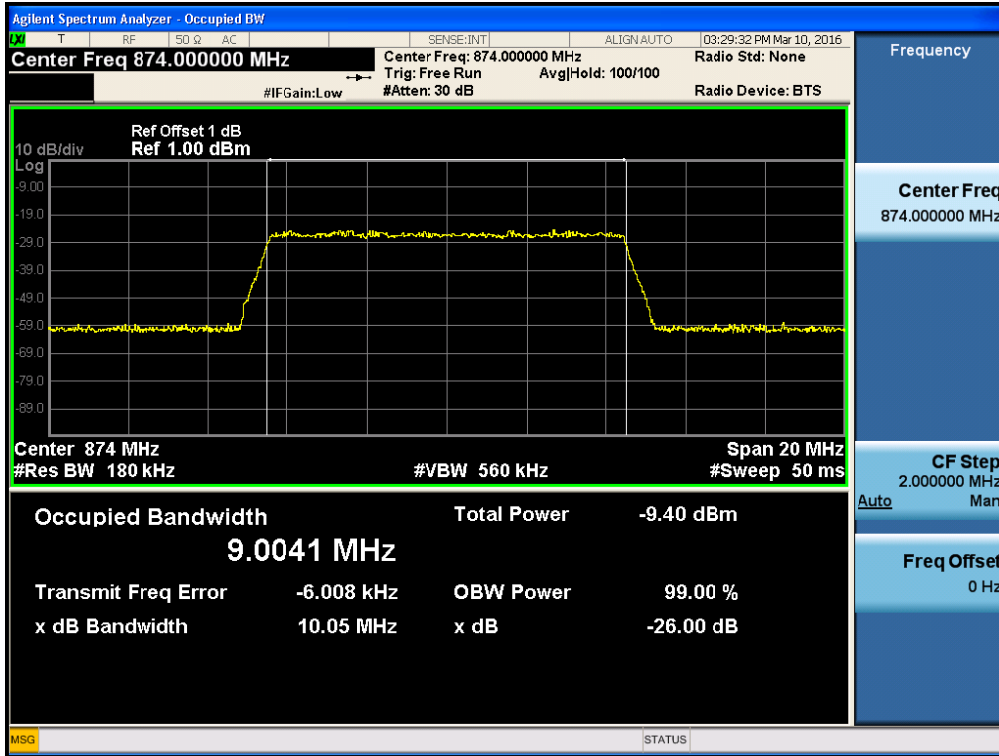 Agilent Spectrum Analyzer - Occupied BW
LXI T RF 50 Ω AC SENSE:INT ALIGN AUTO 03:29:32 PM Mar 10, 2016
Center Freq 874.000000 MHz
Center Freq: 874.000000 MHz
Radio Std: None
Trig: Free Run Avg|Hold: 100/100
#IFGain:Low
#Atten: 30 dB
Radio Device: BTS
Frequency
Ref Offset 1 dB
10 dB/div Ref 1.00 dBm
Log
-9.00
-19.0
-29.0
-39.0
-49.0
-59.0
-69.0
-79.0
-89.0
Center 874 MHz Span 20 MHz
#Res BW 180 kHz #VBW 560 kHz #Sweep 50 ms
Occupied Bandwidth Total Power -9.40 dBm
9.0041 MHz
Transmit Freq Error -6.008 kHz OBW Power 99.00 %
x dB Bandwidth 10.05 MHz x dB -26.00 dB
Center Freq
874.000000 MHz
CF Step
2.000000 MHz
Auto Man
Freq Offset
0 Hz
MSG STATUS